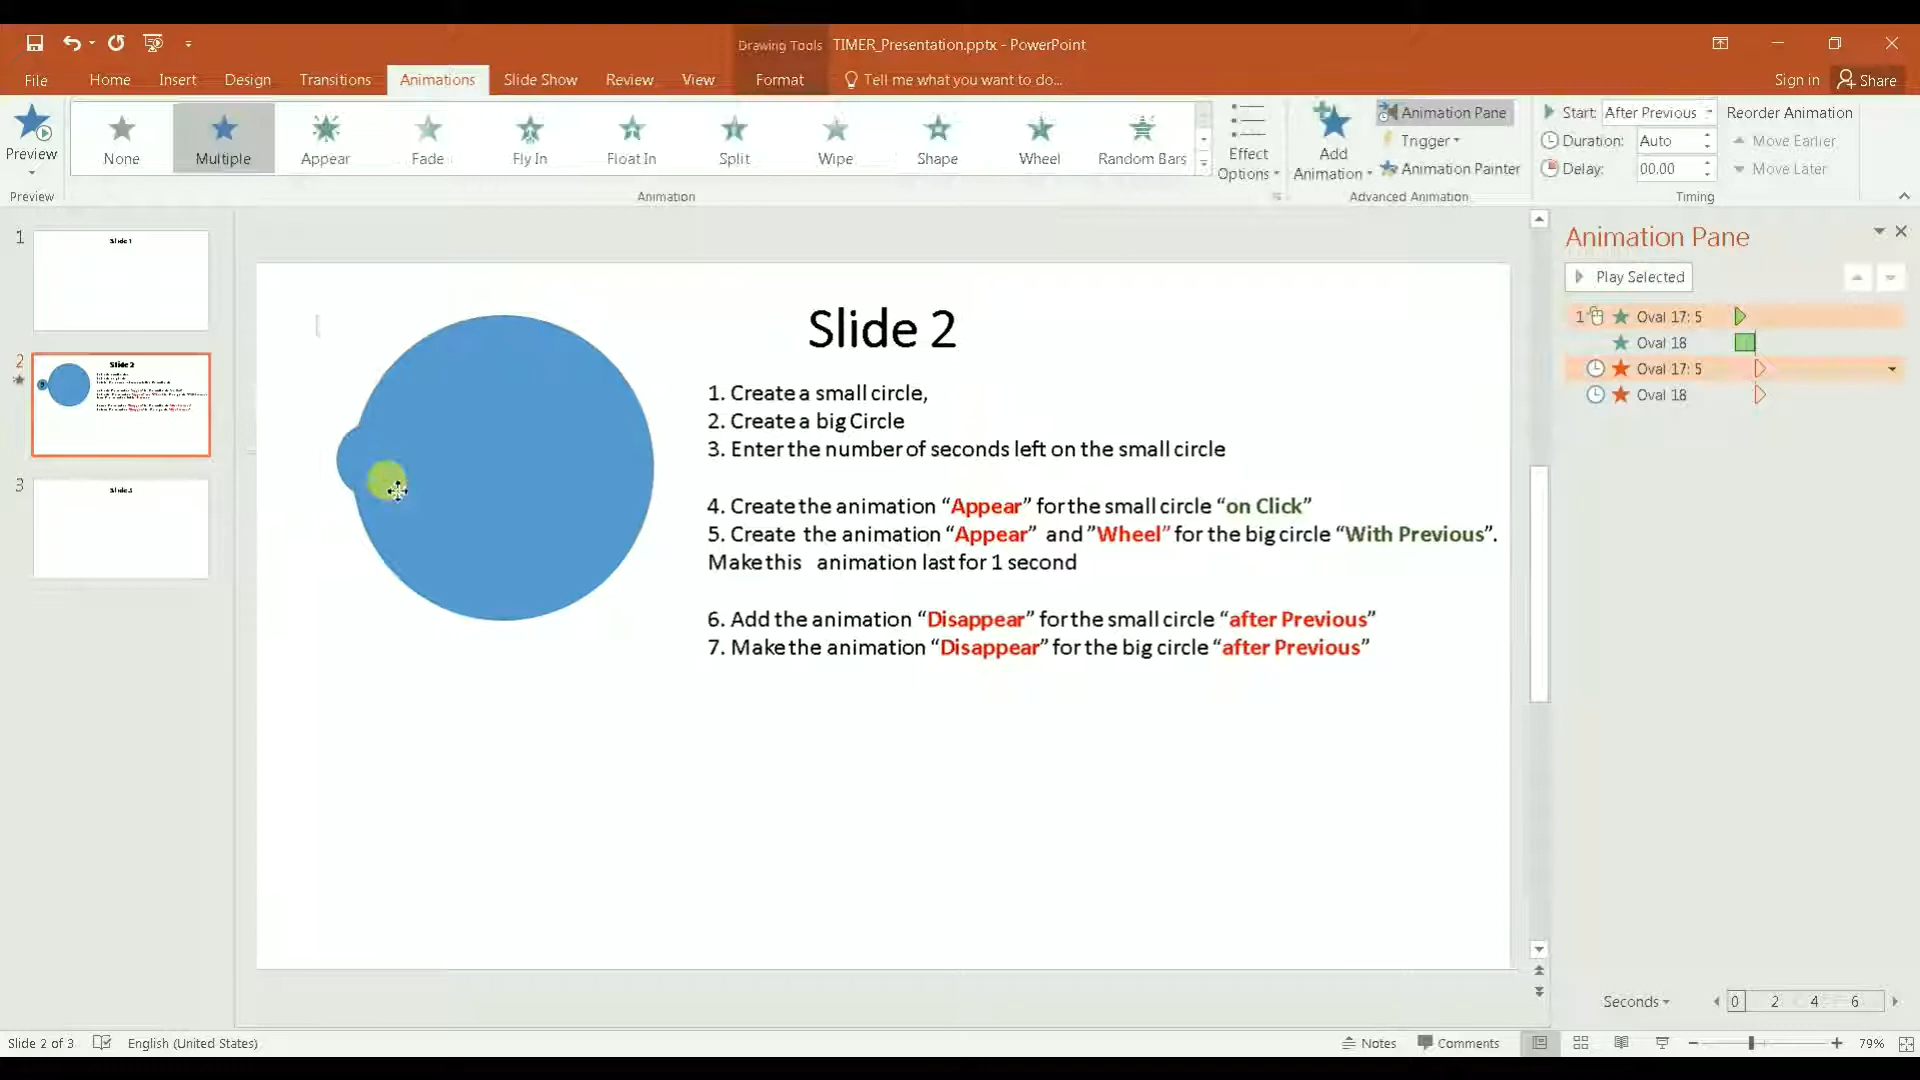 Drawing Tools
TIMER_Presentation.pptx - PowerPoint
File
Home
Insert
Design
Transitions
Animations
Slide Show
Review
View
Format
Tell me what you want to do...
Sign in
Share
Preview
None
Multiple
Appear
Fade
Fly In
Float In
Split
Wipe
Shape
Wheel
Random Bars
Effect
Options
Add
Animation
Animation Pane
Trigger
Animation Painter
Start: After Previous
Duration: Auto
Delay: 00.00
Reorder Animation
Move Earlier
Move Later
Preview
Animation
Advanced Animation
Timing
1
Slide 1
2
Slide 2
3
Slide 3
Slide 2
1. Create a small circle,
2. Create a big Circle
3. Enter the number of seconds left on the small circle
4. Create the animation “Appear” for the small circle “on Click”
5. Create the animation “Appear” and ”Wheel” for the big circle “With Previous”.
Make this animation last for 1 second
6. Add the animation “Disappear” for the small circle “after Previous”
7. Make the animation “Disappear” for the big circle “after Previous”
Animation Pane
Play Selected
1 Oval 17: 5
Oval 18
Oval 17: 5
Oval 18
Seconds
0 2 4 6
Slide 2 of 3
English (United States)
Notes
Comments
79%